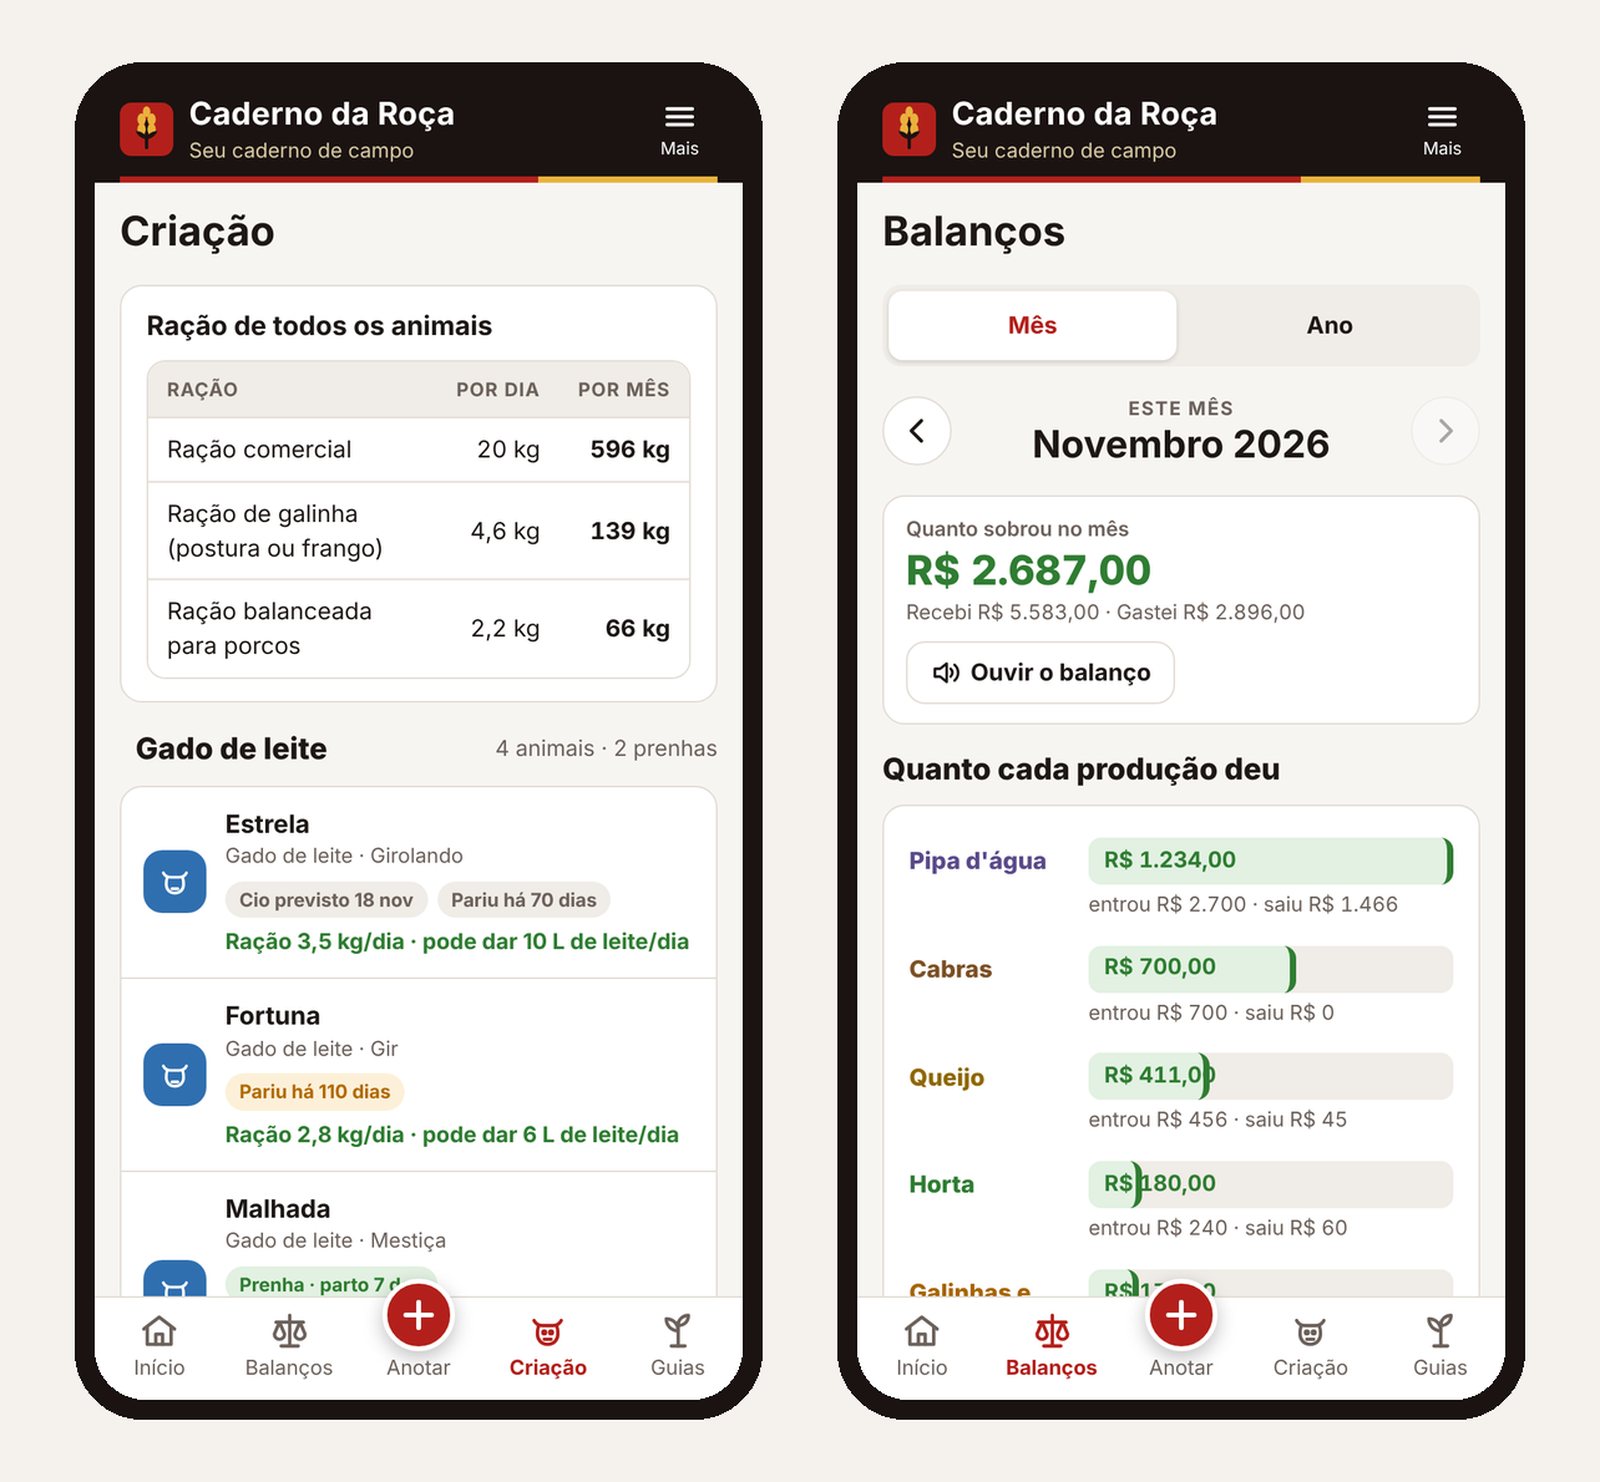 Caderno da Roça
Seu caderno de campo
Mais
Criação
Ração de todos os animais
RAÇÃO POR DIA POR MÊS
Ração comercial 20 kg 596 kg
Ração de galinha
(postura ou frango) 4,6 kg 139 kg
Ração balanceada
para porcos 2,2 kg 66 kg
Gado de leite 4 animais · 2 prenhas
Estrela
Gado de leite · Girolando
Cio previsto 18 nov Pariu há 70 dias
Ração 3,5 kg/dia · pode dar 10 L de leite/dia
Fortuna
Gado de leite · Gir
Pariu há 110 dias
Ração 2,8 kg/dia · pode dar 6 L de leite/dia
Malhada
Gado de leite · Mestiça
Prenha · parto 7
Início Balanços Anotar Criação Guias
Caderno da Roça
Seu caderno de campo
Mais
Balanços
Mês Ano
ESTE MÊS
Novembro 2026
Quanto sobrou no mês
R$ 2.687,00
Recebi R$ 5.583,00 · Gastei R$ 2.896,00
Ouvir o balanço
Quanto cada produção deu
Pipa d'água R$ 1.234,00
entrou R$ 2.700 · saiu R$ 1.466
Cabras R$ 700,00
entrou R$ 700 · saiu R$ 0
Queijo R$ 411,00
entrou R$ 456 · saiu R$ 45
Horta R$ 180,00
entrou R$ 240 · saiu R$ 60
Galinhas e R$
Início Balanços Anotar Criação Guias